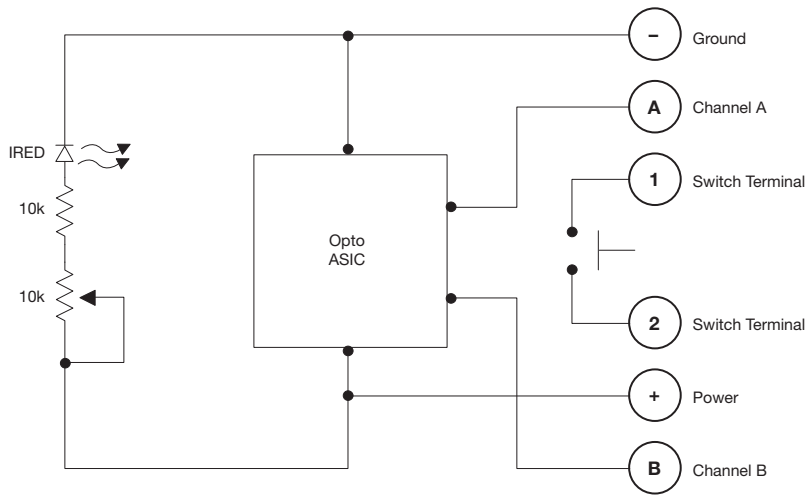 – Ground
A Channel A
IRED
1 Switch Terminal
10k
Opto
ASIC
10k
2 Switch Terminal
+ Power
B Channel B